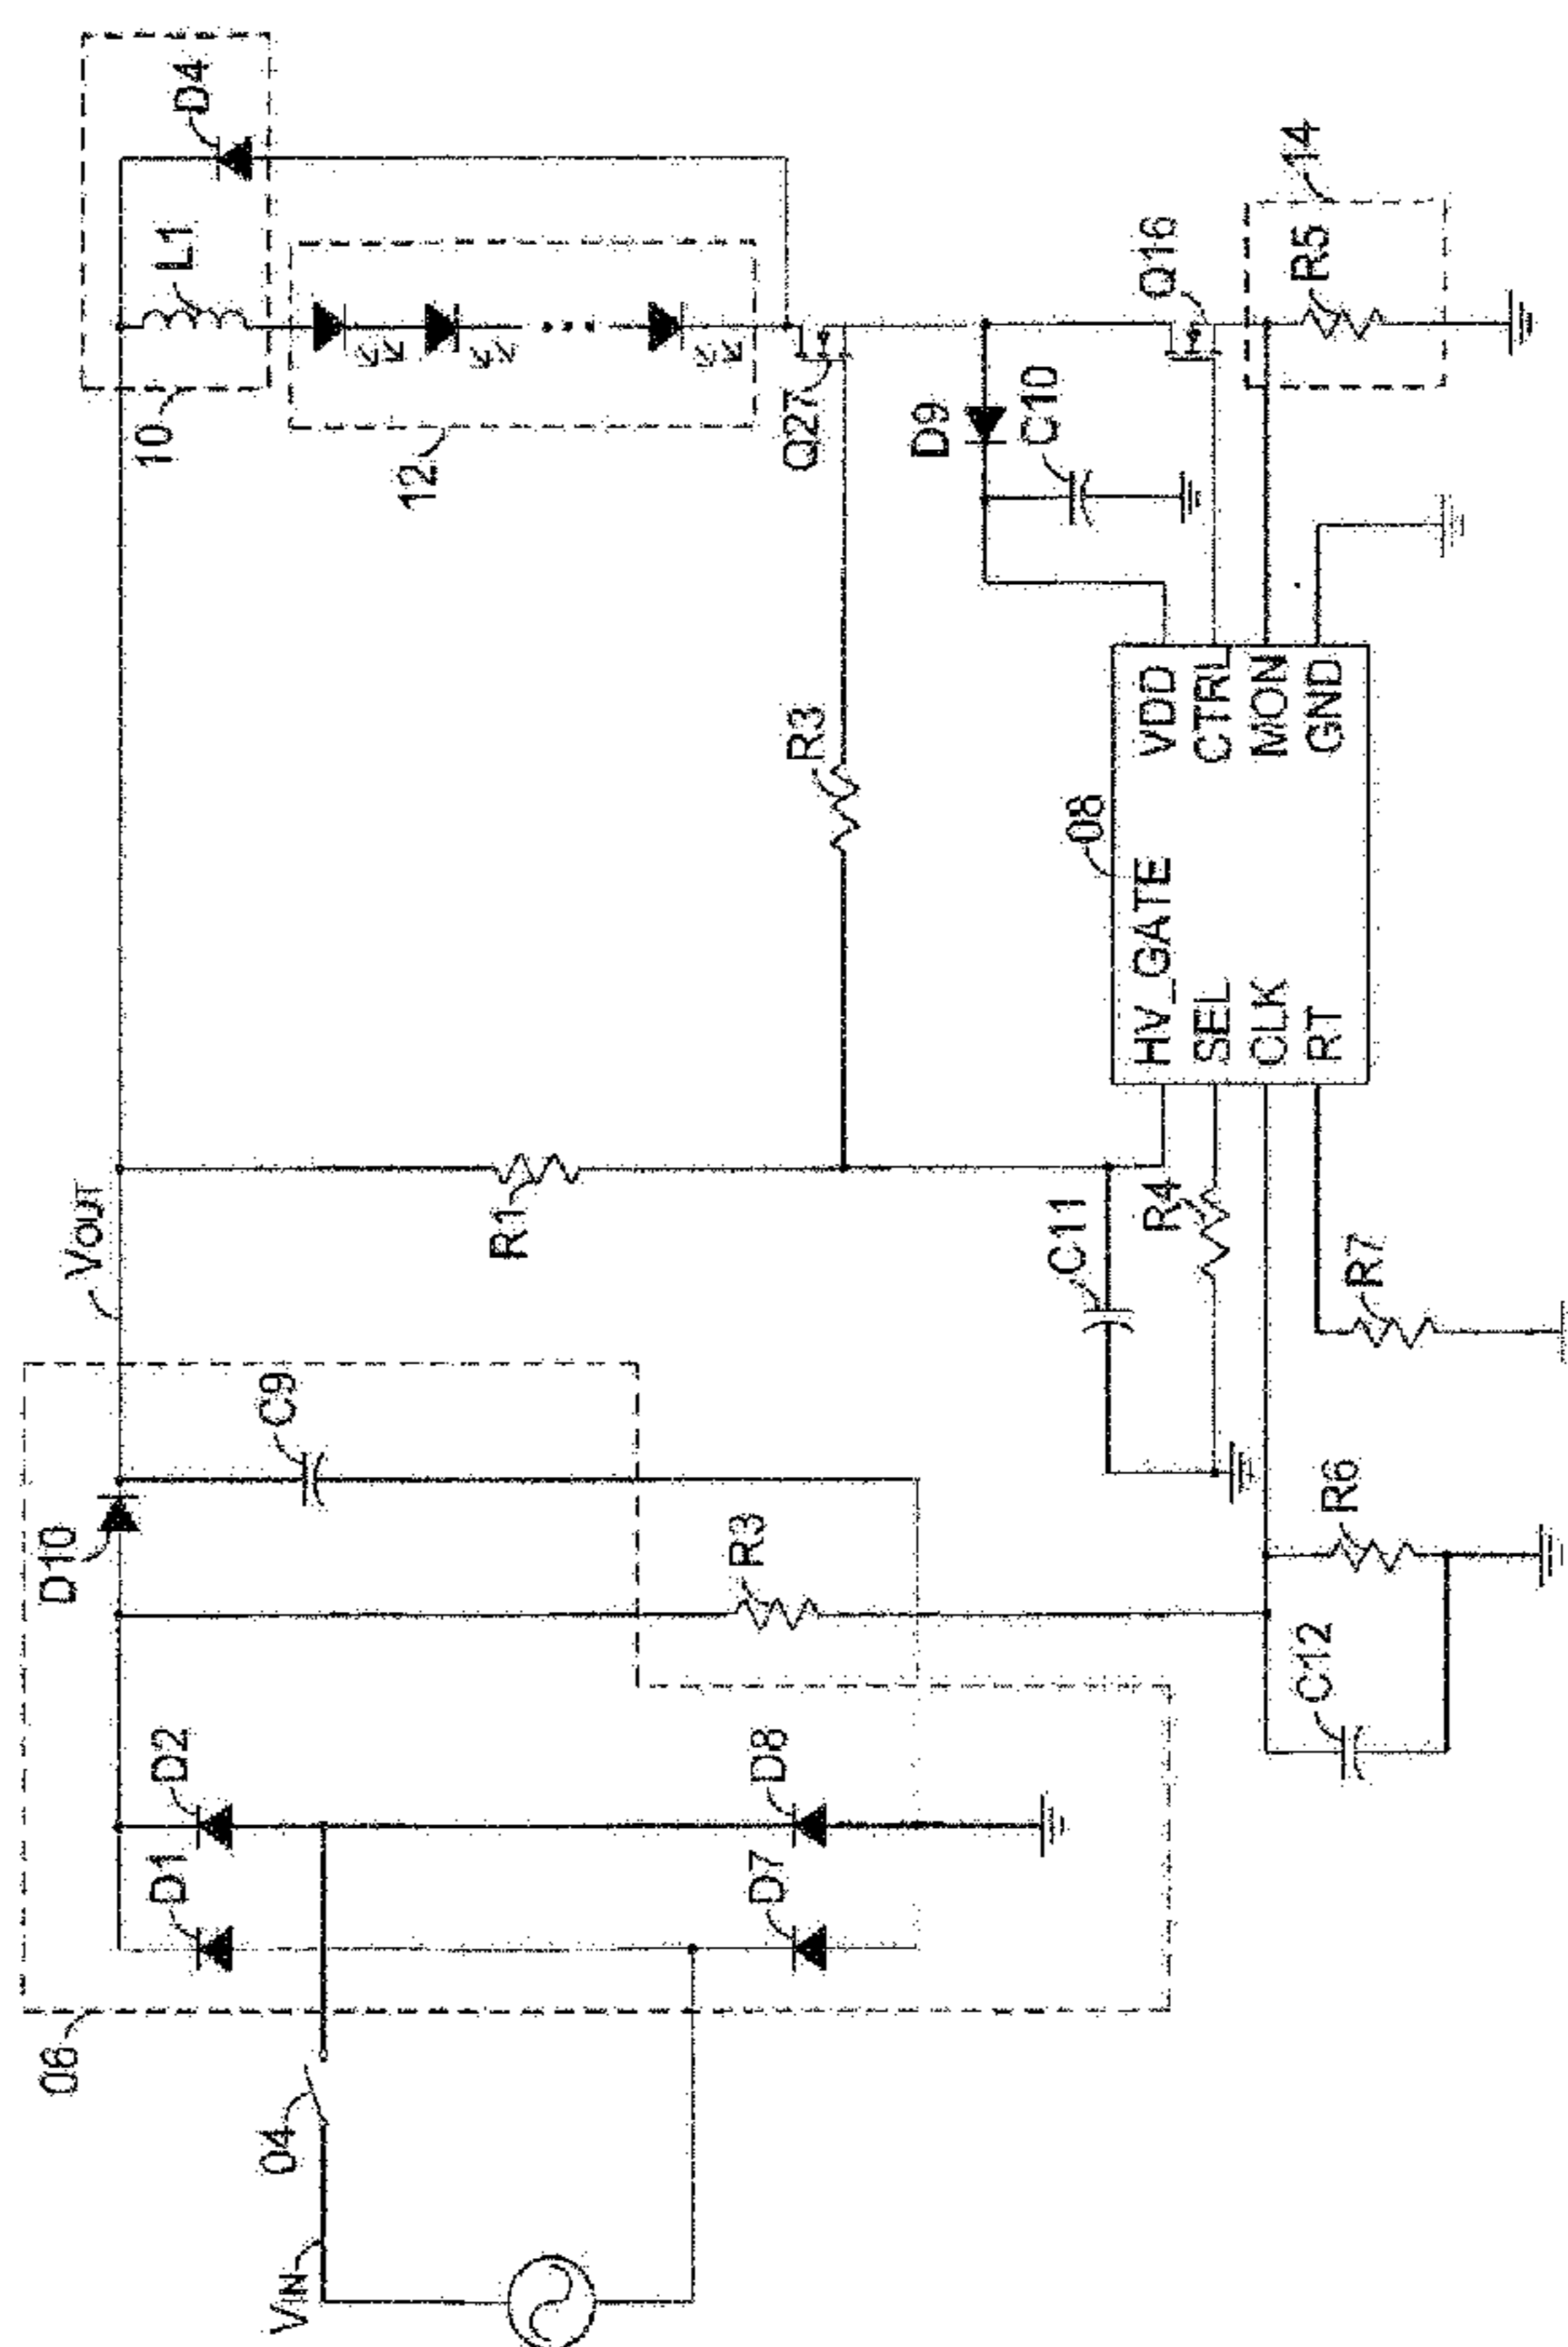 VIN
04
06
D1
D2
D7
D8
D10
C9
R3
VOUT
R1
C11
R4
R6
C12
R7
R3
08
HV_GATE
SEL
CLK
RT
VDD
CTRL
MON
GND
10
L1
D4
12
Q27
D9
C10
Q16
14
R5